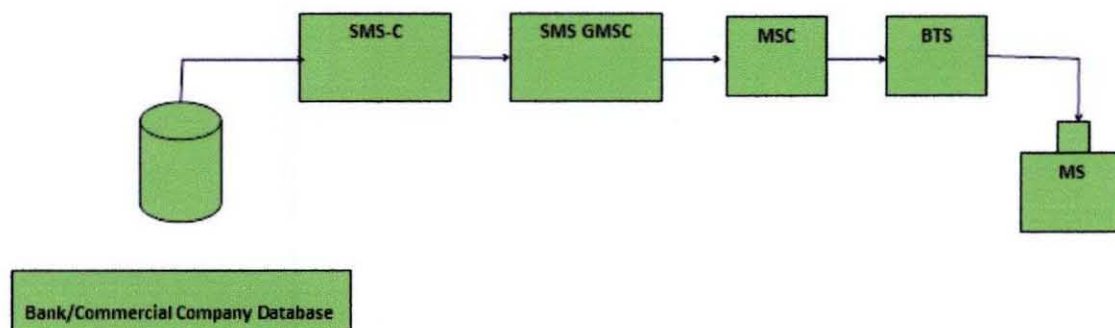 SMS-C
SMS GMSC
MSC
BTS
MS
Bank/Commercial Company Database